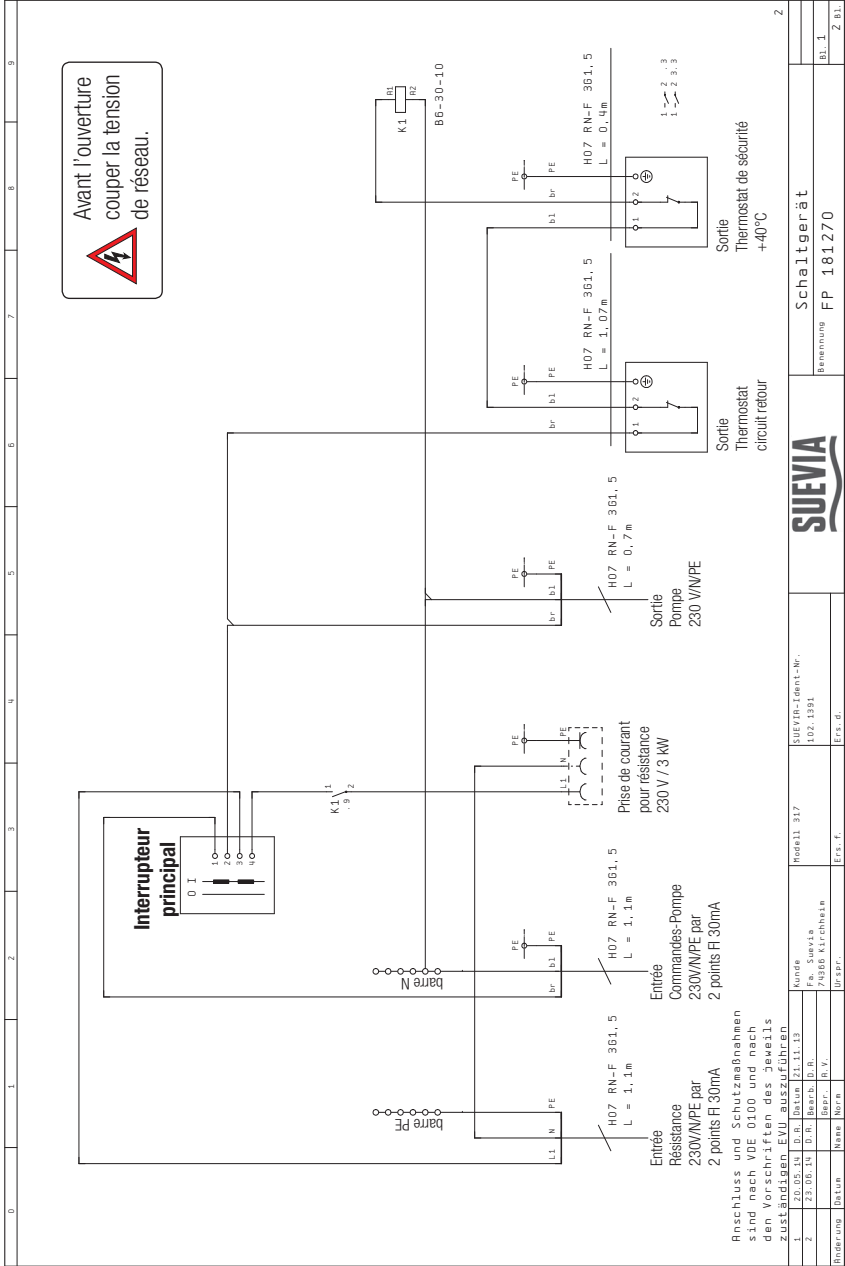 0 1 2 3 4 5 6 7 8 9
Avant l'ouverture
couper la tension
de réseau.
Interrupteur
principal
0 I
1
2
3
4
K1
1
2
.9
K1
A1
A2
B6-30-10
barre PE
barre N
L1 N PE
H07 RN-F 3G1,5
L = 1,1m
Entrée
Résistance
230V/N/PE par
2 points FI 30mA
br bl PE
PE
H07 RN-F 3G1,5
L = 1,1m
Entrée
Commandes-Pompe
230V/N/PE par
2 points FI 30mA
PE
L1 N PE
Prise de courant
pour résistance
230 V / 3 kW
PE
br bl PE
H07 RN-F 3G1,5
L = 0,7m
Sortie
Pompe
230 V/N/PE
PE
br bl PE
H07 RN-F 3G1,5
L = 1,07m
1 2
Sortie
Thermostat
circuit retour
PE
bl br PE
H07 RN-F 3G1,5
L = 0,4m
1 2
Sortie
Thermostat de sécurité
+40°C
1 2 .3
1 2 3.3
2
Anschluss und Schutzmaßnahmen
sind nach VDE 0100 und nach
den Vorschriften des jeweils
zuständigen EVU auszuführen
1 20.05.14 D.R. Datum 21.11.13
2 23.06.14 D.R. Bearb. D.R.
Gepr. R.V.
Änderung Datum Name Norm
Kunde
Fa. Suevia
74366 Kirchheim
Urspr.
Modell 317
Ers.f.
SUEVIA-Ident-Nr.
102.1391
Ers.d.
SUEVIA
Schaltgerät
Benennung FP 181270
Bl. 1
2 Bl.